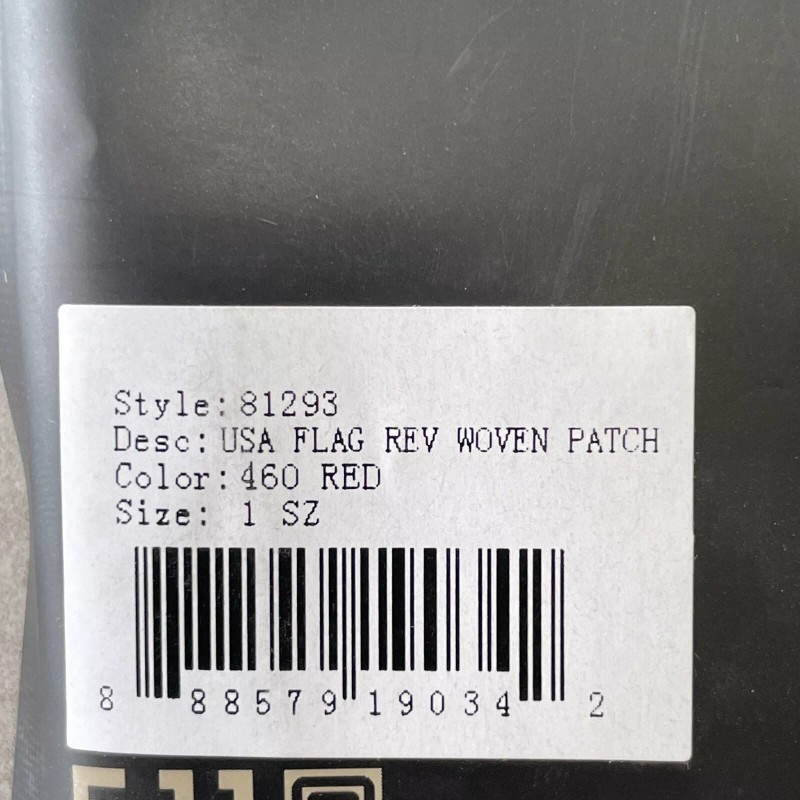 Style: 81293
Desc: USA FLAG REV WOVEN PATCH
Color: 460 RED
Size: 1 SZ
8 88579 19034 2